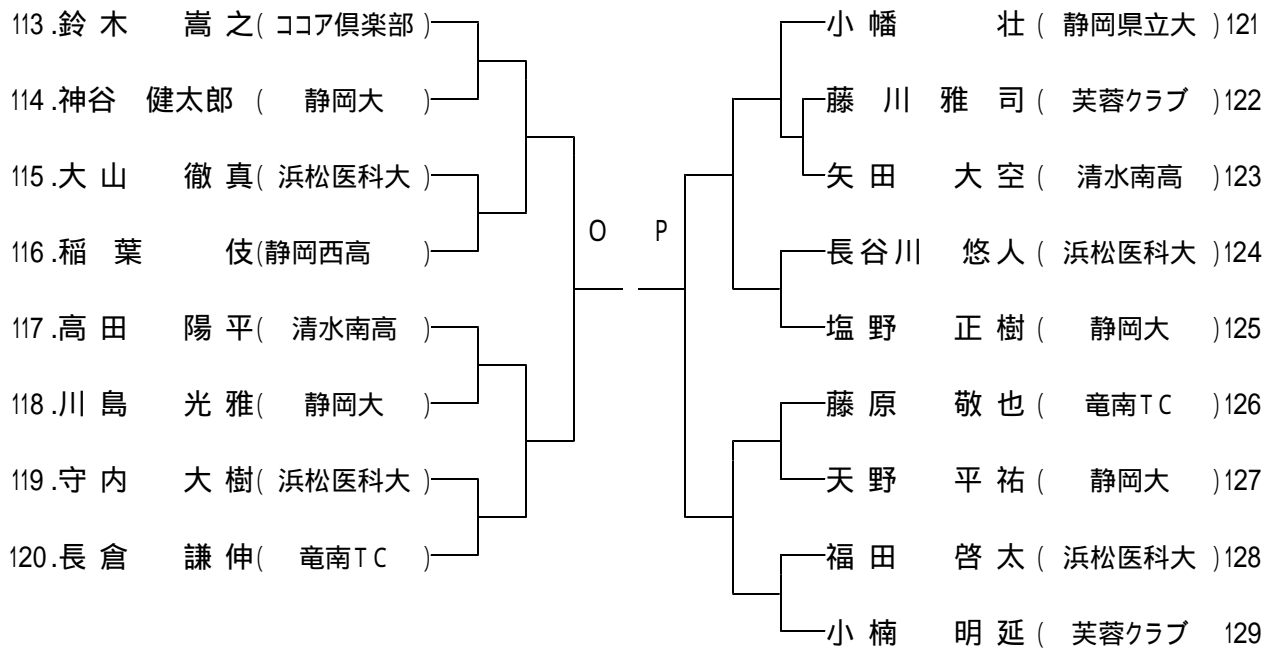 113.鈴木 嵩之( ココア倶楽部 )
114.神谷 健太郎 ( 静岡大 )
115.大山 徹真( 浜松医科大 )
116.稲葉 伎(静岡西高 )
117.高田 陽平( 清水南高 )
118.川島 光雅( 静岡大 )
119.守内 大樹( 浜松医科大 )
120.長倉 謙伸( 竜南TC )
O P
小幡 壮( 静岡県立大 )121
藤川 雅司( 芙蓉クラブ )122
矢田 大空( 清水南高 )123
長谷川 悠人( 浜松医科大 )124
塩野 正樹( 静岡大 )125
藤原 敬也( 竜南TC )126
天野 平祐( 静岡大 )127
福田 啓太( 浜松医科大 )128
小楠 明延( 芙蓉クラブ 129